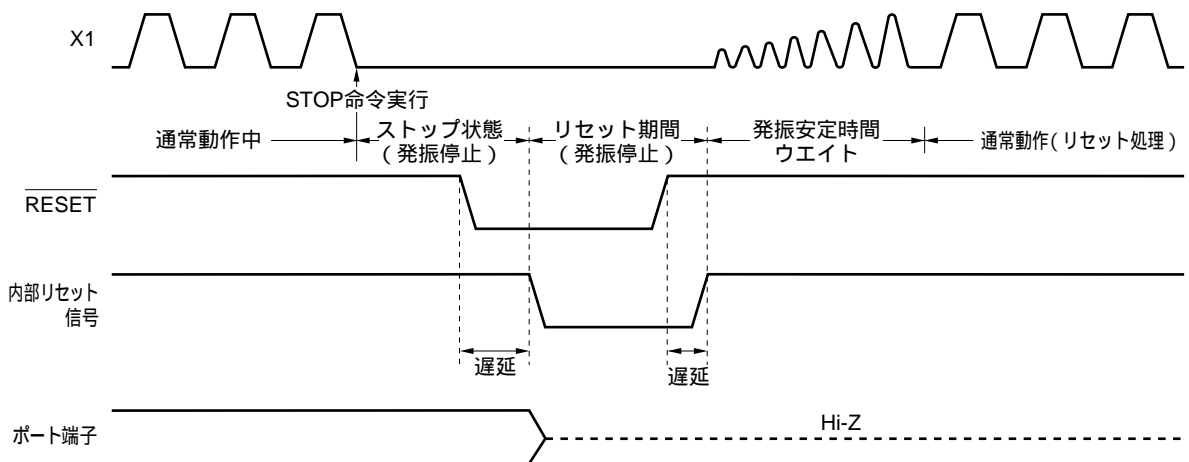 X1
STOP命令実行
通常動作中
ストップ状態
(発振停止)
リセット期間
(発振停止)
発振安定時間
ウエイト
通常動作(リセット処理)
RESET
内部リセット
信号
遅延
遅延
ポート端子
Hi-Z